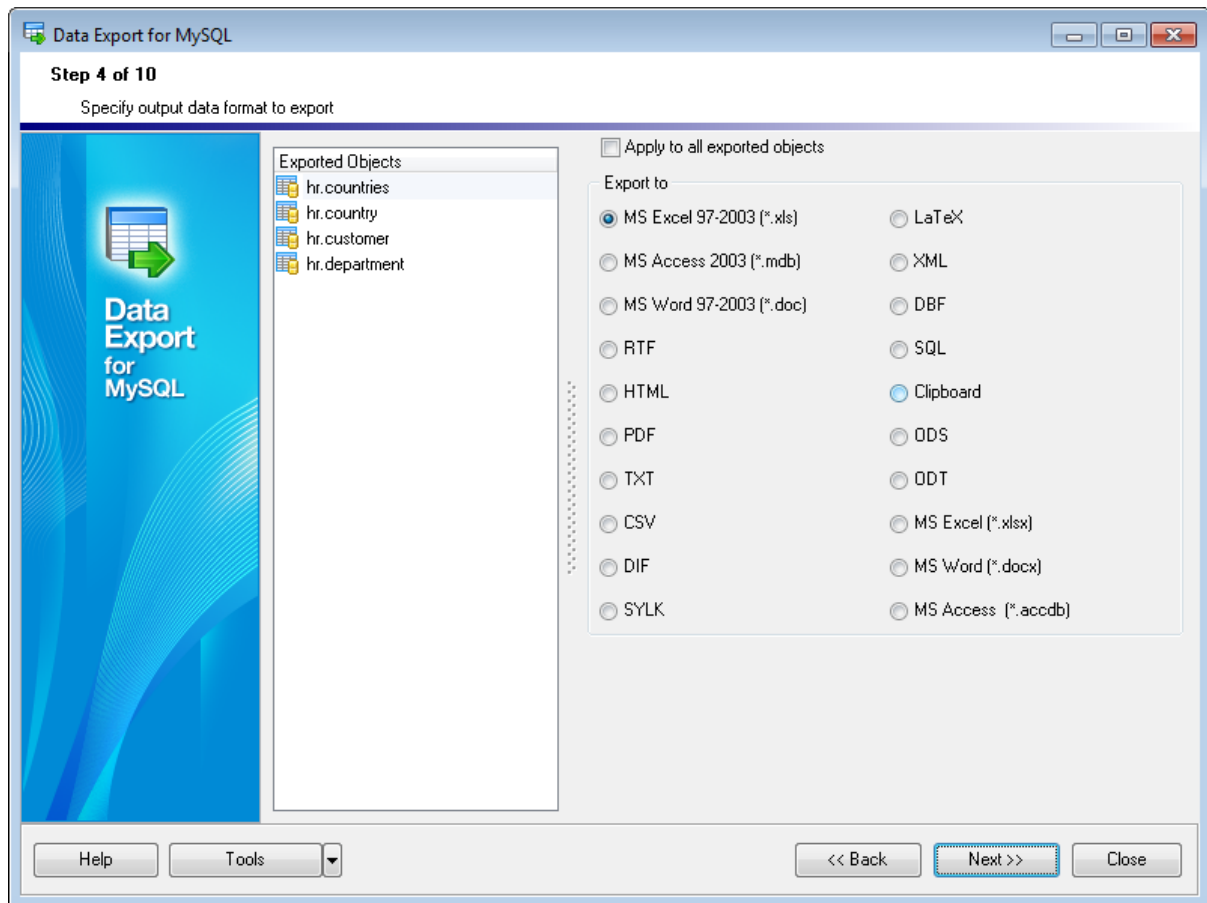 Data Export for MySQL
Step 4 of 10
Specify output data format to export
Data
Export
for
MySQL
Exported Objects
hr.countries
hr.country
hr.customer
hr.department
Apply to all exported objects
Export to
MS Excel 97-2003 (*.xls)
MS Access 2003 (*.mdb)
MS Word 97-2003 (*.doc)
RTF
HTML
PDF
TXT
CSV
DIF
SYLK
LaTeX
XML
DBF
SQL
Clipboard
ODS
ODT
MS Excel (*.xlsx)
MS Word (*.docx)
MS Access (*.accdb)
Help
Tools
<< Back
Next >>
Close